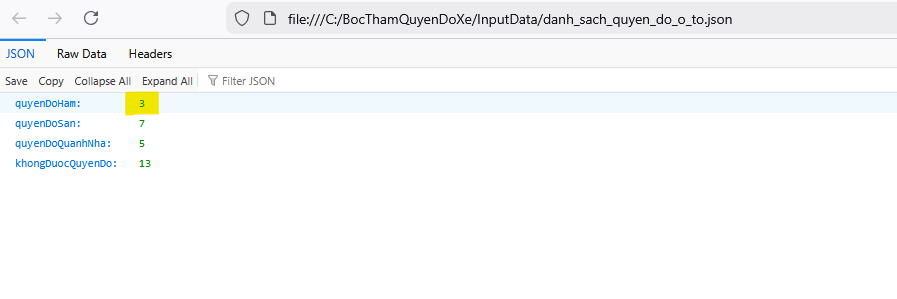 file:///C:/BocThamQuyenDoXe/InputData/danh_sach_quyen_do_o_to.json
JSON Raw Data Headers
Save Copy Collapse All Expand All Filter JSON
quyenDoHam: 3
quyenDoSan: 7
quyenDoQuanhNha: 5
khongDuocQuyenDo: 13